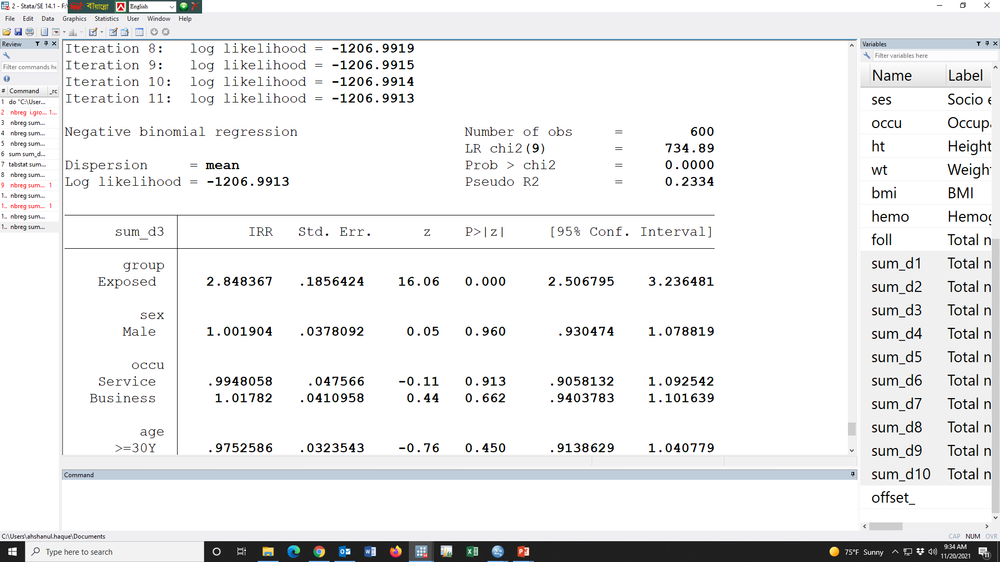 2 - Stata/SE 14.1 - F:\
বায়ান্নো
English
File Edit Data Graphics Statistics User Window Help
Review
Filter commands he
# Command _rc
1 do "C:\User...
2 nbreg i.gro... 1...
3 nbreg sum...
4 nbreg sum...
5 nbreg sum...
6 sum sum_d...
7 tabstat sum...
8 nbreg sum...
9 nbreg sum... 1
1.. nbreg sum...
1.. nbreg sum... 1
1.. nbreg sum...
1.. nbreg sum...
Iteration 8: log likelihood = -1206.9919
Iteration 9: log likelihood = -1206.9915
Iteration 10: log likelihood = -1206.9914
Iteration 11: log likelihood = -1206.9913
Negative binomial regression Number of obs = 600
LR chi2(9) = 734.89
Dispersion = mean Prob > chi2 = 0.0000
Log likelihood = -1206.9913 Pseudo R2 = 0.2334
sum_d3 IRR Std. Err. z P>|z| [95% Conf. Interval]
group
Exposed 2.848367 .1856424 16.06 0.000 2.506795 3.236481
sex
Male 1.001904 .0378092 0.05 0.960 .930474 1.078819
occu
Service .9948058 .047566 -0.11 0.913 .9058132 1.092542
Business 1.01782 .0410958 0.44 0.662 .9403783 1.101639
age
>=30Y .9752586 .0323543 -0.76 0.450 .9138629 1.040779
Command
Variables
Filter variables here
Name Label
ses Socio e
occu Occupa
ht Height
wt Weight
bmi BMI
hemo Hemog
foll Total n
sum_d1 Total n
sum_d2 Total n
sum_d3 Total n
sum_d4 Total n
sum_d5 Total n
sum_d6 Total n
sum_d7 Total n
sum_d8 Total n
sum_d9 Total n
sum_d10 Total n
offset_
C:\Users\ahshanul.haque\Documents
CAP NUM OVR
Type here to search
75°F Sunny
9:34 AM
11/20/2021
11